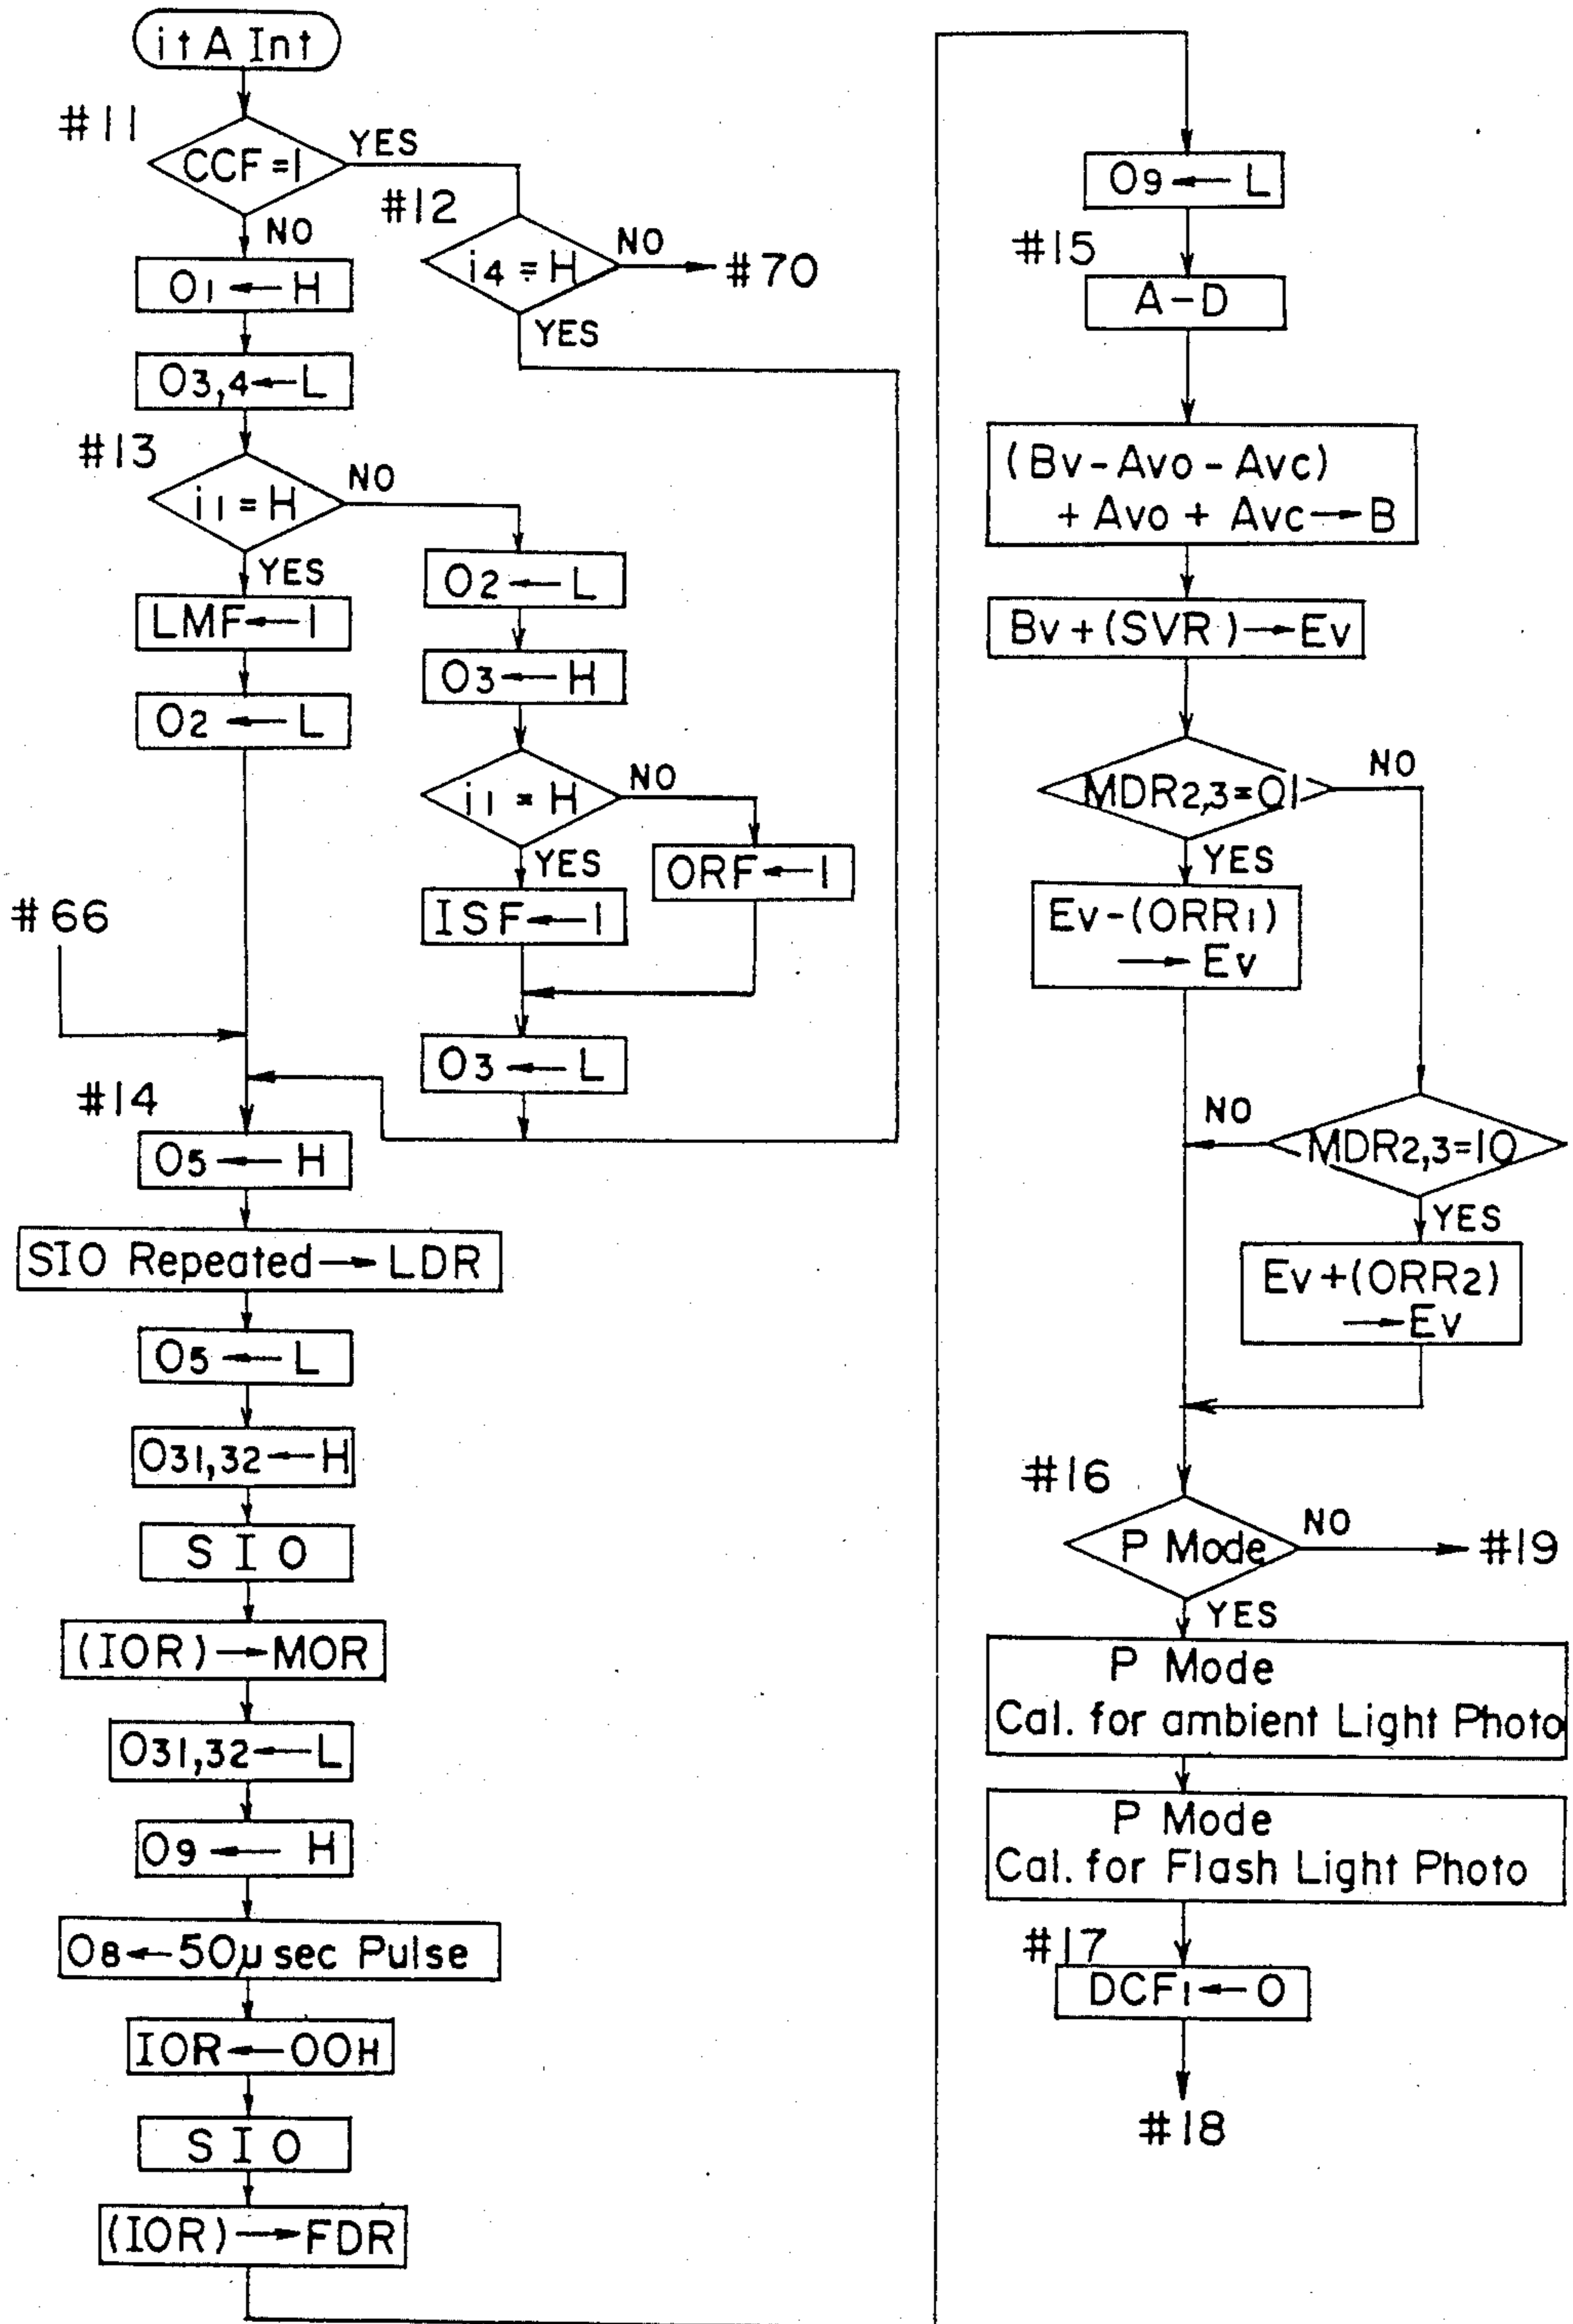 itA Int
#11
CCF=1
YES
NO
#12
i4=H
NO
#70
YES
O1←H
O3,4←L
#13
i1=H
NO
YES
LMF←1
O2←L
O2←L
O3←H
i1=H
NO
YES
ORF←1
ISF←1
O3←L
#66
#14
O5←H
SIO Repeated→LDR
O5←L
O31,32←H
SIO
(IOR)→MOR
O31,32←L
O9←H
O8←50μsec Pulse
IOR←00H
SIO
(IOR)→FDR
O9←L
#15
A-D
(Bv-Avo-Avc)
+Avo+Avc→B
Bv+(SVR)→Ev
MDR2,3=01
NO
YES
Ev-(ORR1)
→Ev
MDR2,3=10
NO
YES
Ev+(ORR2)
→Ev
#16
P Mode
NO
#19
YES
P Mode
Cal. for ambient Light Photo
P Mode
Cal. for Flash Light Photo
#17
DCF1←0
#18